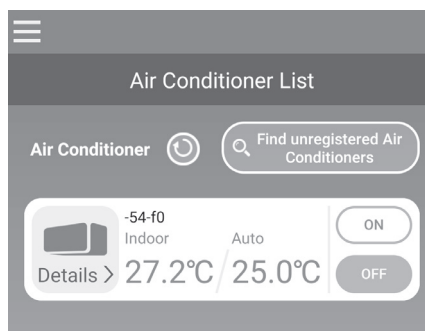 Air Conditioner List
Air Conditioner
Find unregistered Air
Conditioners
-54-f0
Indoor
Auto
27.2℃
25.0℃
Details >
ON
OFF